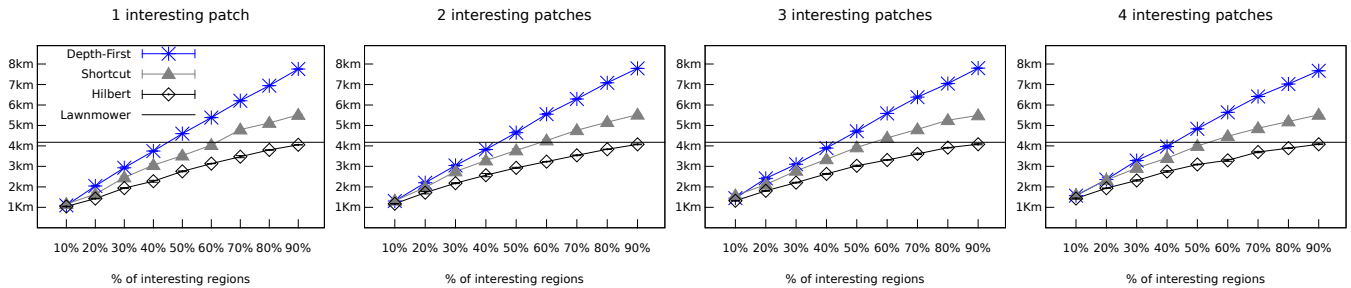 1 interesting patch
8km
7km
6km
5km
4km
3km
2km
1Km
Depth-First
Shortcut
Hilbert
Lawnmower
10% 20% 30% 40% 50% 60% 70% 80% 90%
% of interesting regions
2 interesting patches
8km
7km
6km
5km
4km
3km
2km
1Km
10% 20% 30% 40% 50% 60% 70% 80% 90%
% of interesting regions
3 interesting patches
8km
7km
6km
5km
4km
3km
2km
1Km
10% 20% 30% 40% 50% 60% 70% 80% 90%
% of interesting regions
4 interesting patches
8km
7km
6km
5km
4km
3km
2km
1Km
10% 20% 30% 40% 50% 60% 70% 80% 90%
% of interesting regions